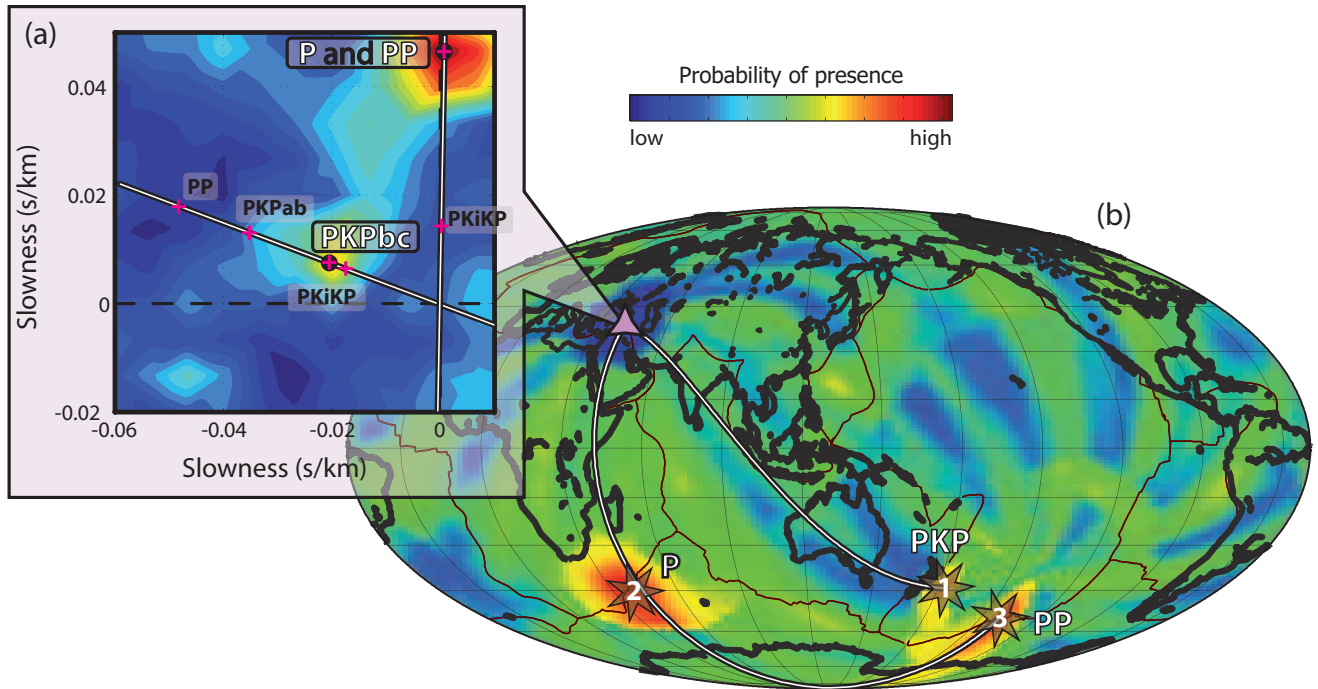 (a)
P and PP
0.04
PP
PKPab
0.02
PKiKP
PKPbc
PKiKP
0
-0.02
-0.06
-0.04
-0.02
0
Slowness (s/km)
Slowness (s/km)
Probability of presence
low
high
(b)
PKP
1
P
2
3
PP